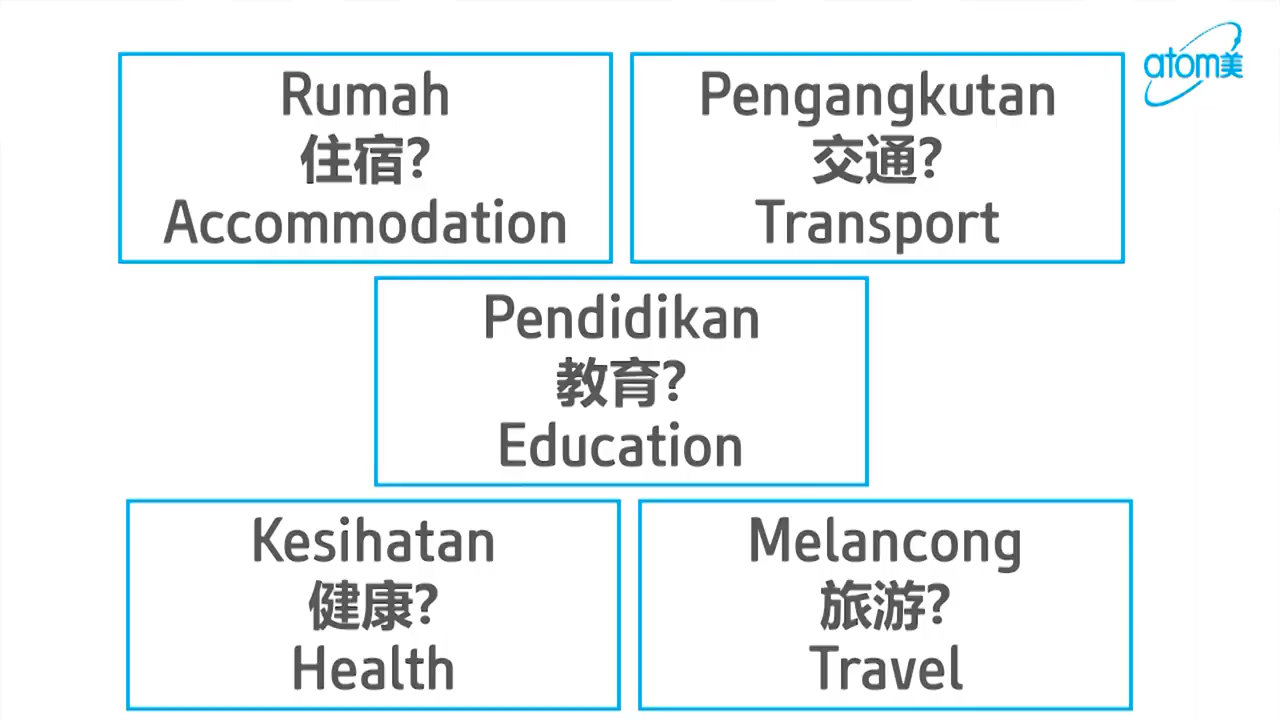 Rumah
住宿?
Accommodation
Pengangkutan
交通?
Transport
atom美
Pendidikan
教育?
Education
Kesihatan
健康?
Health
Melancong
旅游?
Travel